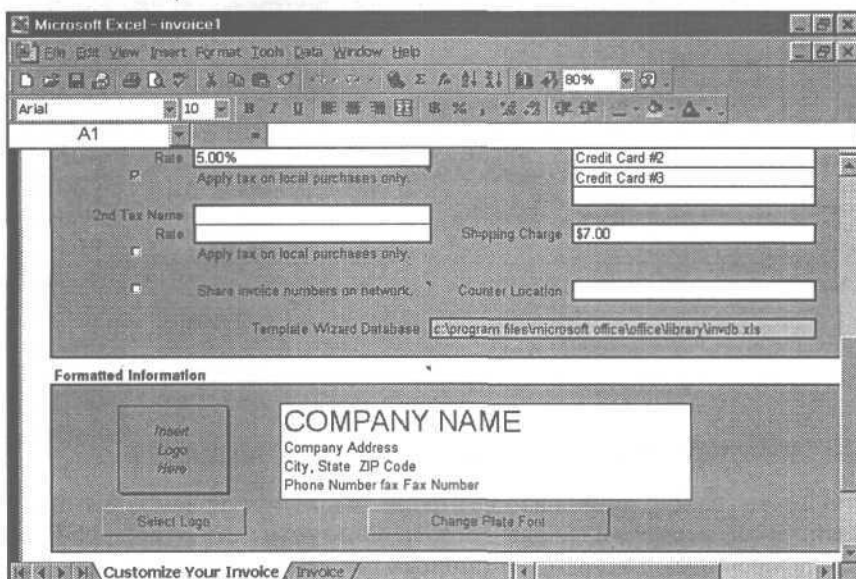 Microsoft Excel - invoice1
File Edit View Insert Format Tools Data Window Help
80%
Arial 10 B I U
A1 =
Rate 5.00% Credit Card #2
Apply tax on local purchases only. Credit Card #3
2nd Tax Name
Rate Shipping Charge $7.00
Apply tax on local purchases only.
Share invoice numbers on network. Counter Location
Template Wizard Database c:\program files\microsoft office\office\library\invdb.xls
Formatted Information
Insert
Logo
Here
COMPANY NAME
Company Address
City, State ZIP Code
Phone Number fax Fax Number
Select Logo Change Plate Font
Customize Your Invoice Invoice